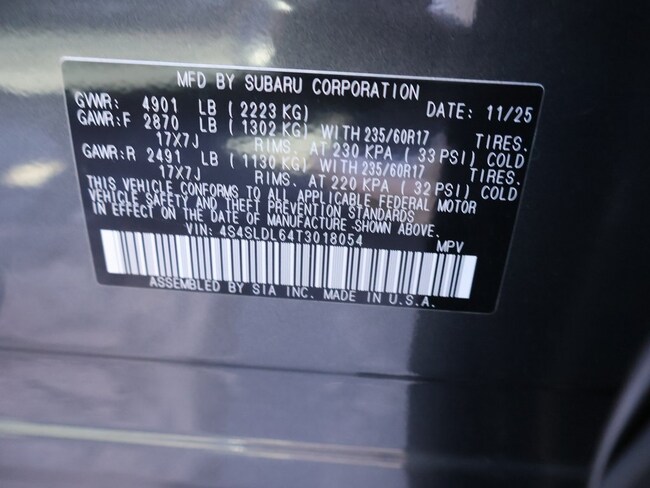 MFD BY SUBARU CORPORATION
GVWR: 4901 LB (2223 KG) DATE: 11/25
GAWR:F 2870 LB (1302 KG) WITH 235/60R17 TIRES.
17X7J RIMS. AT 230 KPA (33 PSI) COLD
GAWR:R 2491 LB (1130 KG) WITH 235/60R17 TIRES.
17X7J RIMS. AT 220 KPA (32 PSI) COLD
THIS VEHICLE CONFORMS TO ALL APPLICABLE FEDERAL MOTOR
VEHICLE SAFETY AND THEFT PREVENTION STANDARDS
IN EFFECT ON THE DATE OF MANUFACTURE SHOWN ABOVE.
VIN: 4S4SLDL64T3018054 MPV
ASSEMBLED BY SIA INC. MADE IN U.S.A.